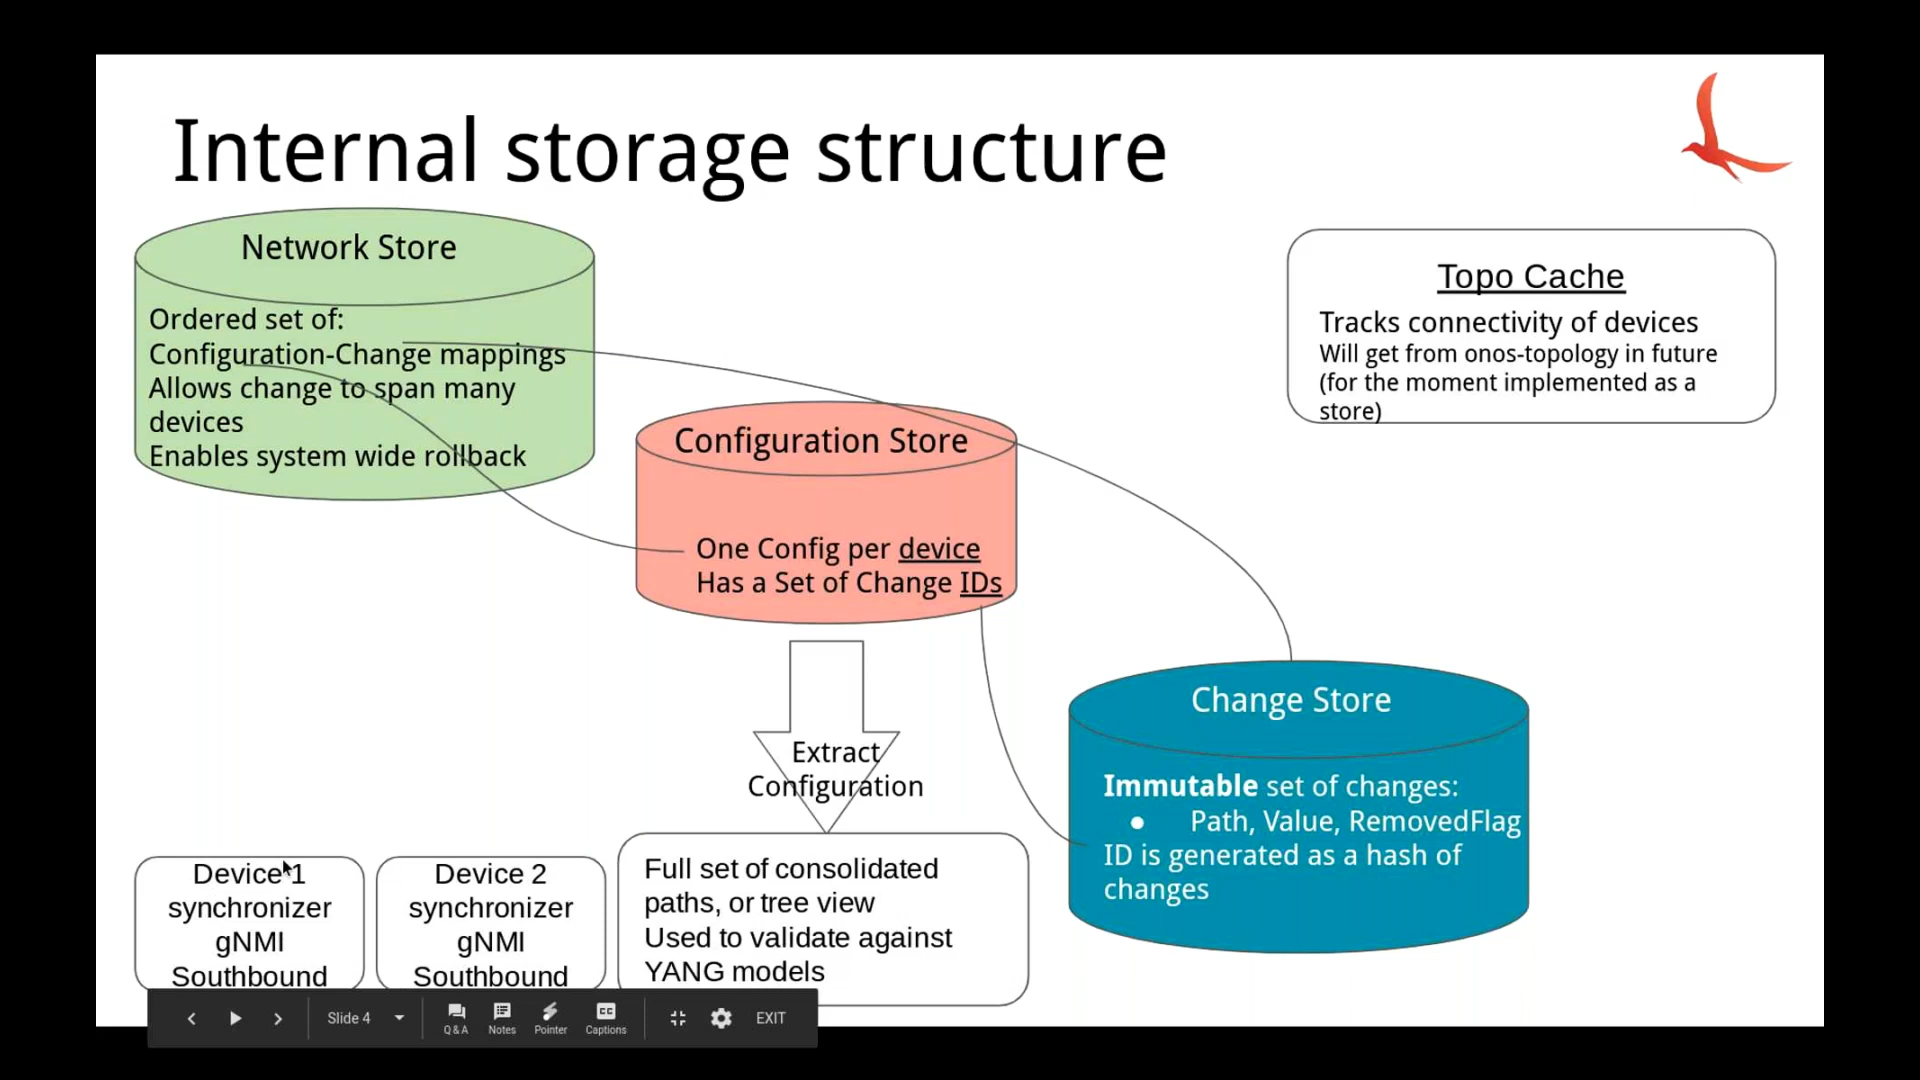 Internal storage structure
Network Store
Ordered set of:
Configuration-Change mappings
Allows change to span many
devices
Enables system wide rollback
Topo Cache
Tracks connectivity of devices
Will get from onos-topology in future
(for the moment implemented as a
store)
Configuration Store
One Config per device
Has a Set of Change IDs
Extract
Configuration
Change Store
Immutable set of changes:
● Path, Value, RemovedFlag
ID is generated as a hash of
changes
Device 1
synchronizer
gNMI
Southbound
Device 2
synchronizer
gNMI
Southbound
Full set of consolidated
paths, or tree view
Used to validate against
YANG models
Slide 4
Q & A
Notes
Pointer
CC
Captions
EXIT